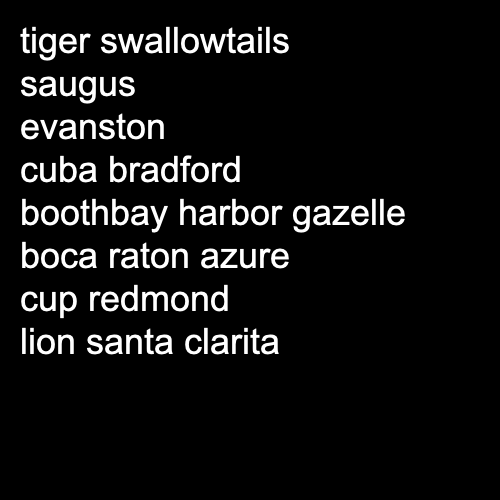 tiger swallowtails
saugus
evanston
cuba bradford
boothbay harbor gazelle
boca raton azure
cup redmond
lion santa clarita